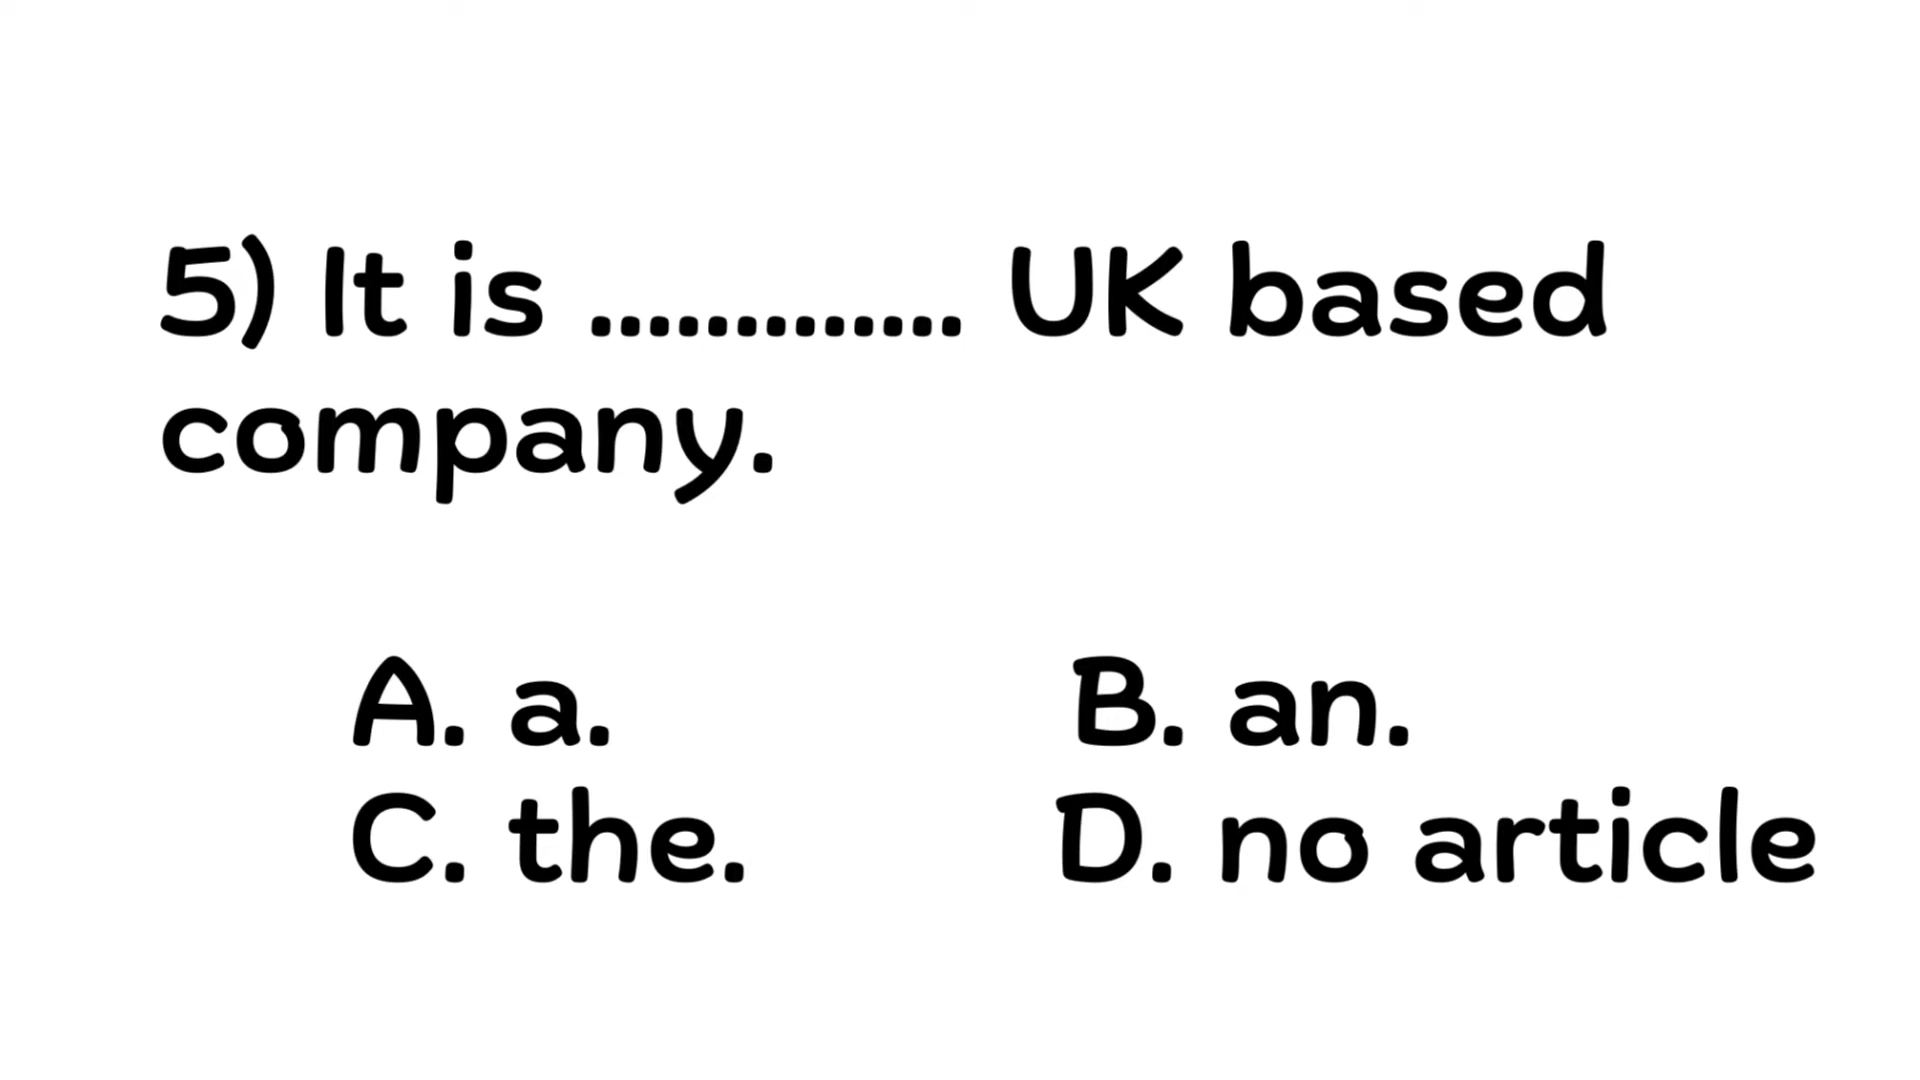 5) It is ............. UK based
company.
A. a.
B. an.
C. the.
D. no article